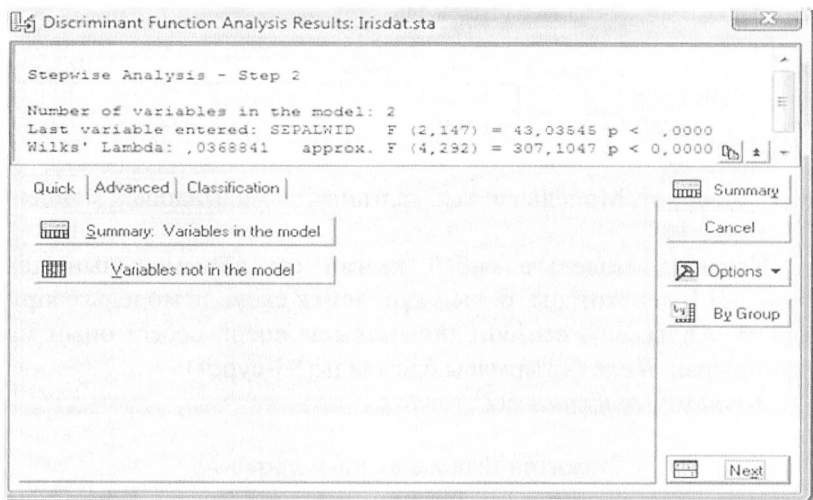 Discriminant Function Analysis Results: Irisdat.sta
Stepwise Analysis - Step 2
Number of variables in the model: 2
Last variable entered: SEPALWID F (2,147) = 43,03545 p < ,0000
Wilks' Lambda: ,0368841 approx. F (4,292) = 307,1047 p < 0,0000
Quick Advanced Classification
Summary
Summary: Variables in the model
Cancel
Variables not in the model
Options
By Group
Next